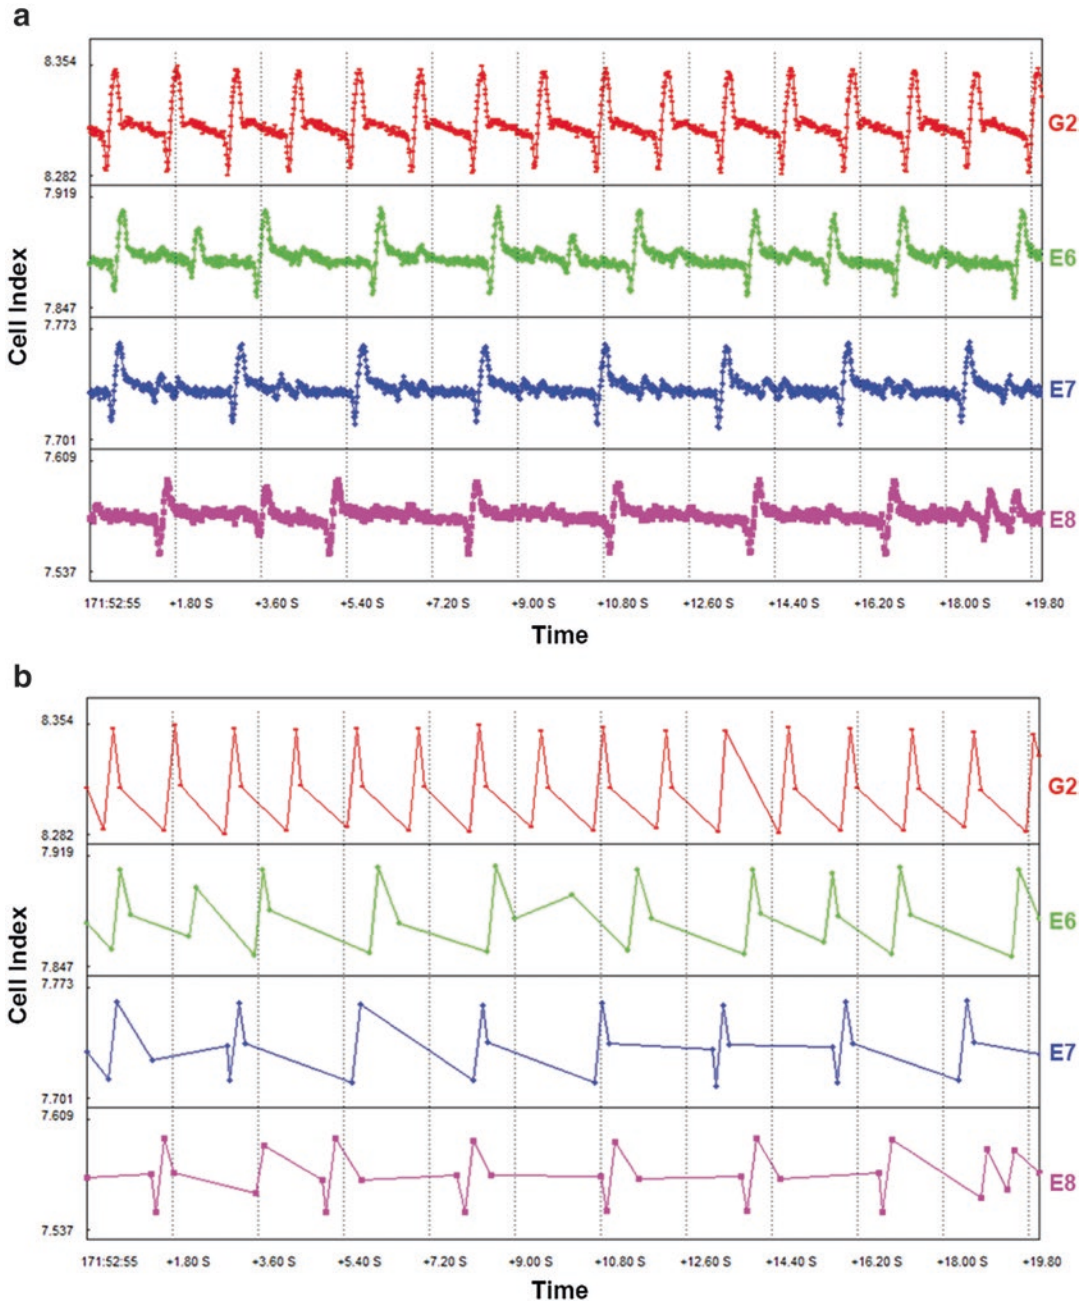 a
8.354
G2
8.282
7.919
E6
7.847
7.773
E7
7.701
7.609
E8
7.537
Cell Index
171:52:55 +1.80 S +3.60 S +5.40 S +7.20 S +9.00 S +10.80 S +12.60 S +14.40 S +16.20 S +18.00 S +19.80
Time
b
8.354
G2
8.282
7.919
E6
7.847
7.773
E7
7.701
7.609
E8
7.537
Cell Index
171:52:55 +1.80 S +3.60 S +5.40 S +7.20 S +9.00 S +10.80 S +12.60 S +14.40 S +16.20 S +18.00 S +19.80
Time